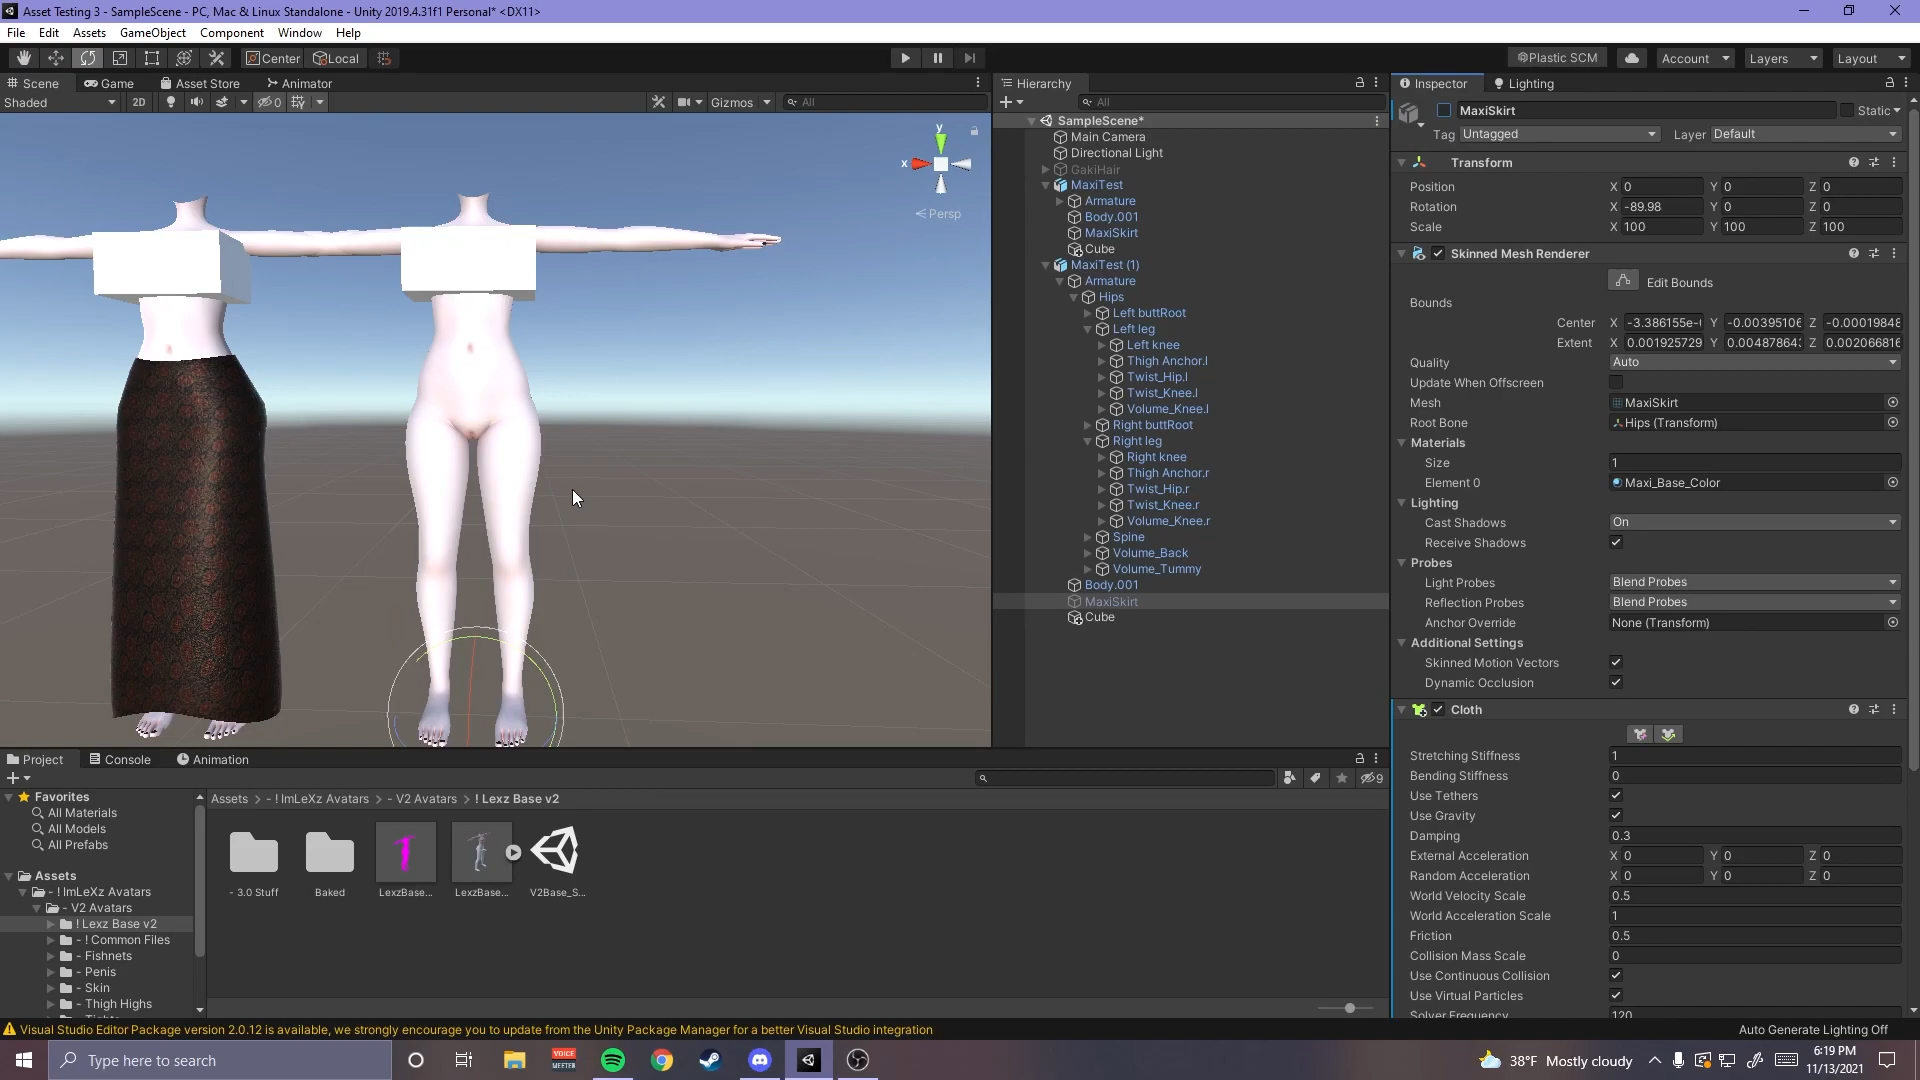 Asset Testing 3 - SampleScene - PC, Mac & Linux Standalone - Unity 2019.4.31f1 Personal* <DX11>
File Edit Assets GameObject Component Window Help
Center Local
Plastic SCM Account Layers Layout
Scene Game Asset Store Animator
Shaded 2D 0 Gizmos All
y
x
Persp
Hierarchy
All
SampleScene*
Main Camera
Directional Light
GakiHair
MaxiTest
Armature
Body.001
MaxiSkirt
Cube
MaxiTest (1)
Armature
Hips
Left buttRoot
Left leg
Left knee
Thigh Anchor.l
Twist_Hip.l
Twist_Knee.l
Volume_Knee.l
Right buttRoot
Right leg
Right knee
Thigh Anchor.r
Twist_Hip.r
Twist_Knee.r
Volume_Knee.r
Spine
Volume_Back
Volume_Tummy
Body.001
MaxiSkirt
Cube
Inspector Lighting
MaxiSkirt Static
Tag Untagged Layer Default
Transform
Position X 0 Y 0 Z 0
Rotation X -89.98 Y 0 Z 0
Scale X 100 Y 100 Z 100
Skinned Mesh Renderer
Edit Bounds
Bounds
Center X -3.386155e- Y -0.00395106 Z -0.00019848
Extent X 0.001925729 Y 0.00487864 Z 0.002066816
Quality Auto
Update When Offscreen
Mesh MaxiSkirt
Root Bone Hips (Transform)
Materials
Size 1
Element 0 Maxi_Base_Color
Lighting
Cast Shadows On
Receive Shadows
Probes
Light Probes Blend Probes
Reflection Probes Blend Probes
Anchor Override None (Transform)
Additional Settings
Skinned Motion Vectors
Dynamic Occlusion
Cloth
Stretching Stiffness 1
Bending Stiffness 0
Use Tethers
Use Gravity
Damping 0.3
External Acceleration X 0 Y 0 Z 0
Random Acceleration X 0 Y 0 Z 0
World Velocity Scale 0.5
World Acceleration Scale 1
Friction 0.5
Collision Mass Scale 0
Use Continuous Collision
Use Virtual Particles
Solver Frequency 120
Project Console Animation
9
Favorites
All Materials
All Models
All Prefabs
Assets
- ! ImLeXz Avatars
- V2 Avatars
! Lexz Base v2
- ! Common Files
- Fishnets
- Penis
- Skin
- Thigh Highs
Assets > - ! ImLeXz Avatars > - V2 Avatars > ! Lexz Base v2
- 3.0 Stuff Baked LexzBase... LexzBase... V2Base_S...
Visual Studio Editor Package version 2.0.12 is available, we strongly encourage you to update from the Unity Package Manager for a better Visual Studio integration
Auto Generate Lighting Off
Type here to search
VOICE MEETER
38°F Mostly cloudy
6:19 PM
11/13/2021